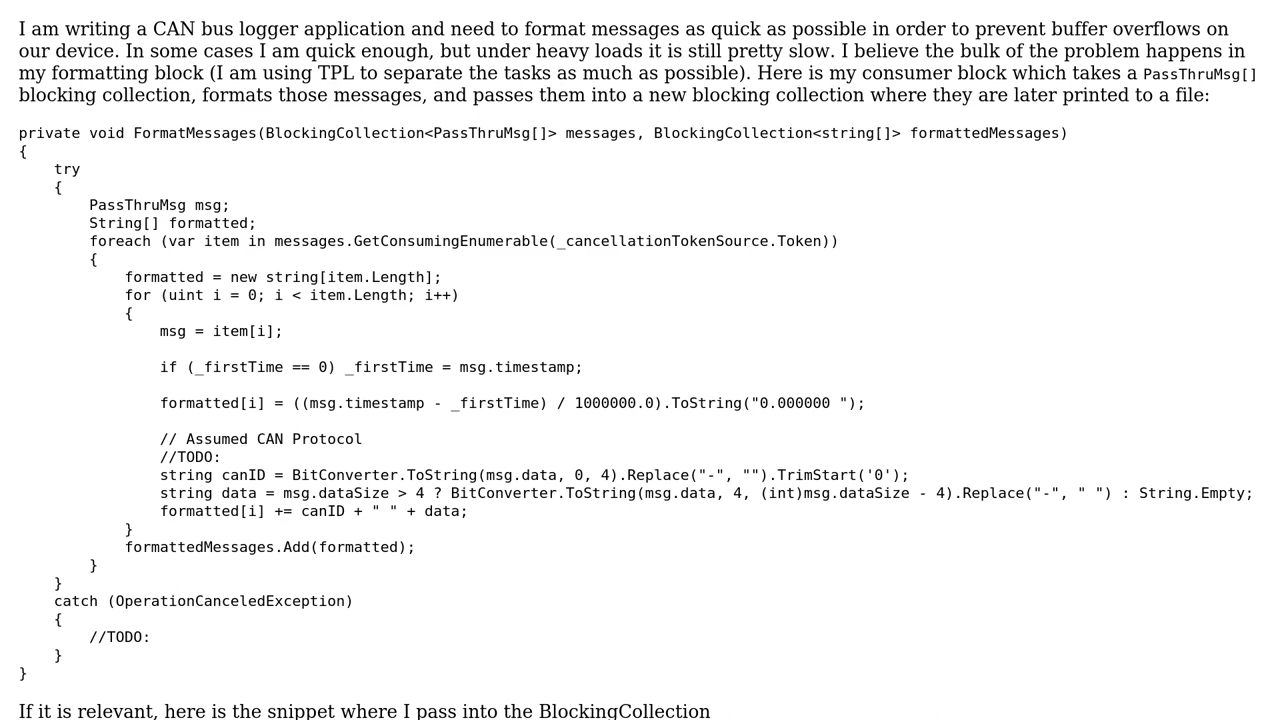 I am writing a CAN bus logger application and need to format messages as quick as possible in order to prevent buffer overflows on
our device. In some cases I am quick enough, but under heavy loads it is still pretty slow. I believe the bulk of the problem happens in
my formatting block (I am using TPL to separate the tasks as much as possible). Here is my consumer block which takes a PassThruMsg[]
blocking collection, formats those messages, and passes them into a new blocking collection where they are later printed to a file:
private void FormatMessages(BlockingCollection<PassThruMsg[]> messages, BlockingCollection<string[]> formattedMessages)
{
    try
    {
        PassThruMsg msg;
        String[] formatted;
        foreach (var item in messages.GetConsumingEnumerable(_cancellationTokenSource.Token))
        {
            formatted = new string[item.Length];
            for (uint i = 0; i < item.Length; i++)
            {
                msg = item[i];
                if (_firstTime == 0) _firstTime = msg.timestamp;
                formatted[i] = ((msg.timestamp - _firstTime) / 1000000.0).ToString("0.000000 ");
                // Assumed CAN Protocol
                //TODO:
                string canID = BitConverter.ToString(msg.data, 0, 4).Replace("-", "").TrimStart('0');
                string data = msg.dataSize > 4 ? BitConverter.ToString(msg.data, 4, (int)msg.dataSize - 4).Replace("-", " ") : String.Empty;
                formatted[i] += canID + " " + data;
            }
            formattedMessages.Add(formatted);
        }
    }
    catch (OperationCanceledException)
    {
        //TODO:
    }
}
If it is relevant, here is the snippet where I pass into the BlockingCollection